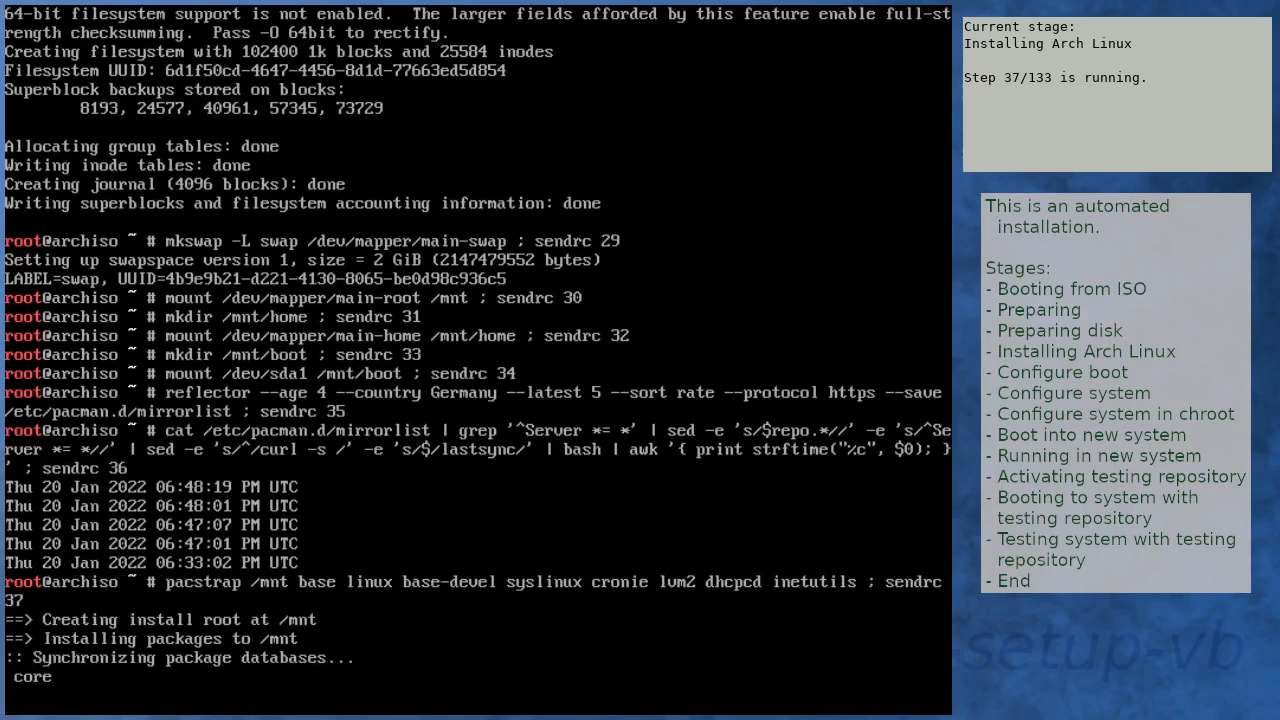 64-bit filesystem support is not enabled.  The larger fields afforded by this feature enable full-st
rength checksumming.  Pass -O 64bit to rectify.
Creating filesystem with 102400 1k blocks and 25584 inodes
Filesystem UUID: 6d1f50cd-4647-4456-8d1d-77663ed5d854
Superblock backups stored on blocks:
        8193, 24577, 40961, 57345, 73729
Allocating group tables: done
Writing inode tables: done
Creating journal (4096 blocks): done
Writing superblocks and filesystem accounting information: done
root@archiso ~ # mkswap -L swap /dev/mapper/main-swap ; sendrc 29
Setting up swapspace version 1, size = 2 GiB (2147479552 bytes)
LABEL=swap, UUID=4b9e9b21-d221-4130-8065-be0d98c936c5
root@archiso ~ # mount /dev/mapper/main-root /mnt ; sendrc 30
root@archiso ~ # mkdir /mnt/home ; sendrc 31
root@archiso ~ # mount /dev/mapper/main-home /mnt/home ; sendrc 32
root@archiso ~ # mkdir /mnt/boot ; sendrc 33
root@archiso ~ # mount /dev/sda1 /mnt/boot ; sendrc 34
root@archiso ~ # reflector --age 4 --country Germany --latest 5 --sort rate --protocol https --save
/etc/pacman.d/mirrorlist ; sendrc 35
root@archiso ~ # cat /etc/pacman.d/mirrorlist | grep '^Server *= *' | sed -e 's/$repo.*//' -e 's/^Se
rver *= *//' | sed -e 's/^/curl -s /' -e 's/$/lastsync/' | bash | awk '{ print strftime("%c", $0); }
' ; sendrc 36
Thu 20 Jan 2022 06:48:19 PM UTC
Thu 20 Jan 2022 06:48:01 PM UTC
Thu 20 Jan 2022 06:47:07 PM UTC
Thu 20 Jan 2022 06:47:01 PM UTC
Thu 20 Jan 2022 06:33:02 PM UTC
root@archiso ~ # pacstrap /mnt base linux base-devel syslinux cronie lvm2 dhcpcd inetutils ; sendrc
37
==> Creating install root at /mnt
==> Installing packages to /mnt
:: Synchronizing package databases...
 core
Current stage:
Installing Arch Linux
Step 37/133 is running.
This is an automated
installation.
Stages:
- Booting from ISO
- Preparing
- Preparing disk
- Installing Arch Linux
- Configure boot
- Configure system
- Configure system in chroot
- Boot into new system
- Running in new system
- Activating testing repository
- Booting to system with
testing repository
- Testing system with testing
repository
- End
-setup-vb